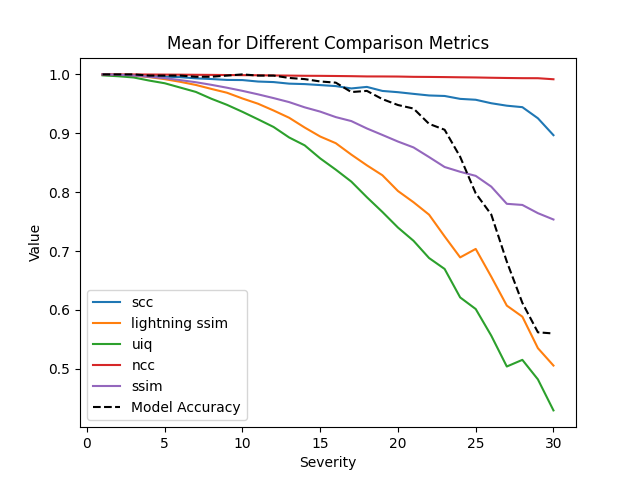 Mean for Different Comparison Metrics
1.0
0.9
0.8
0.7
0.6
0.5
Value
scc
lightning ssim
uiq
ncc
ssim
Model Accuracy
0 5 10 15 20 25 30
Severity